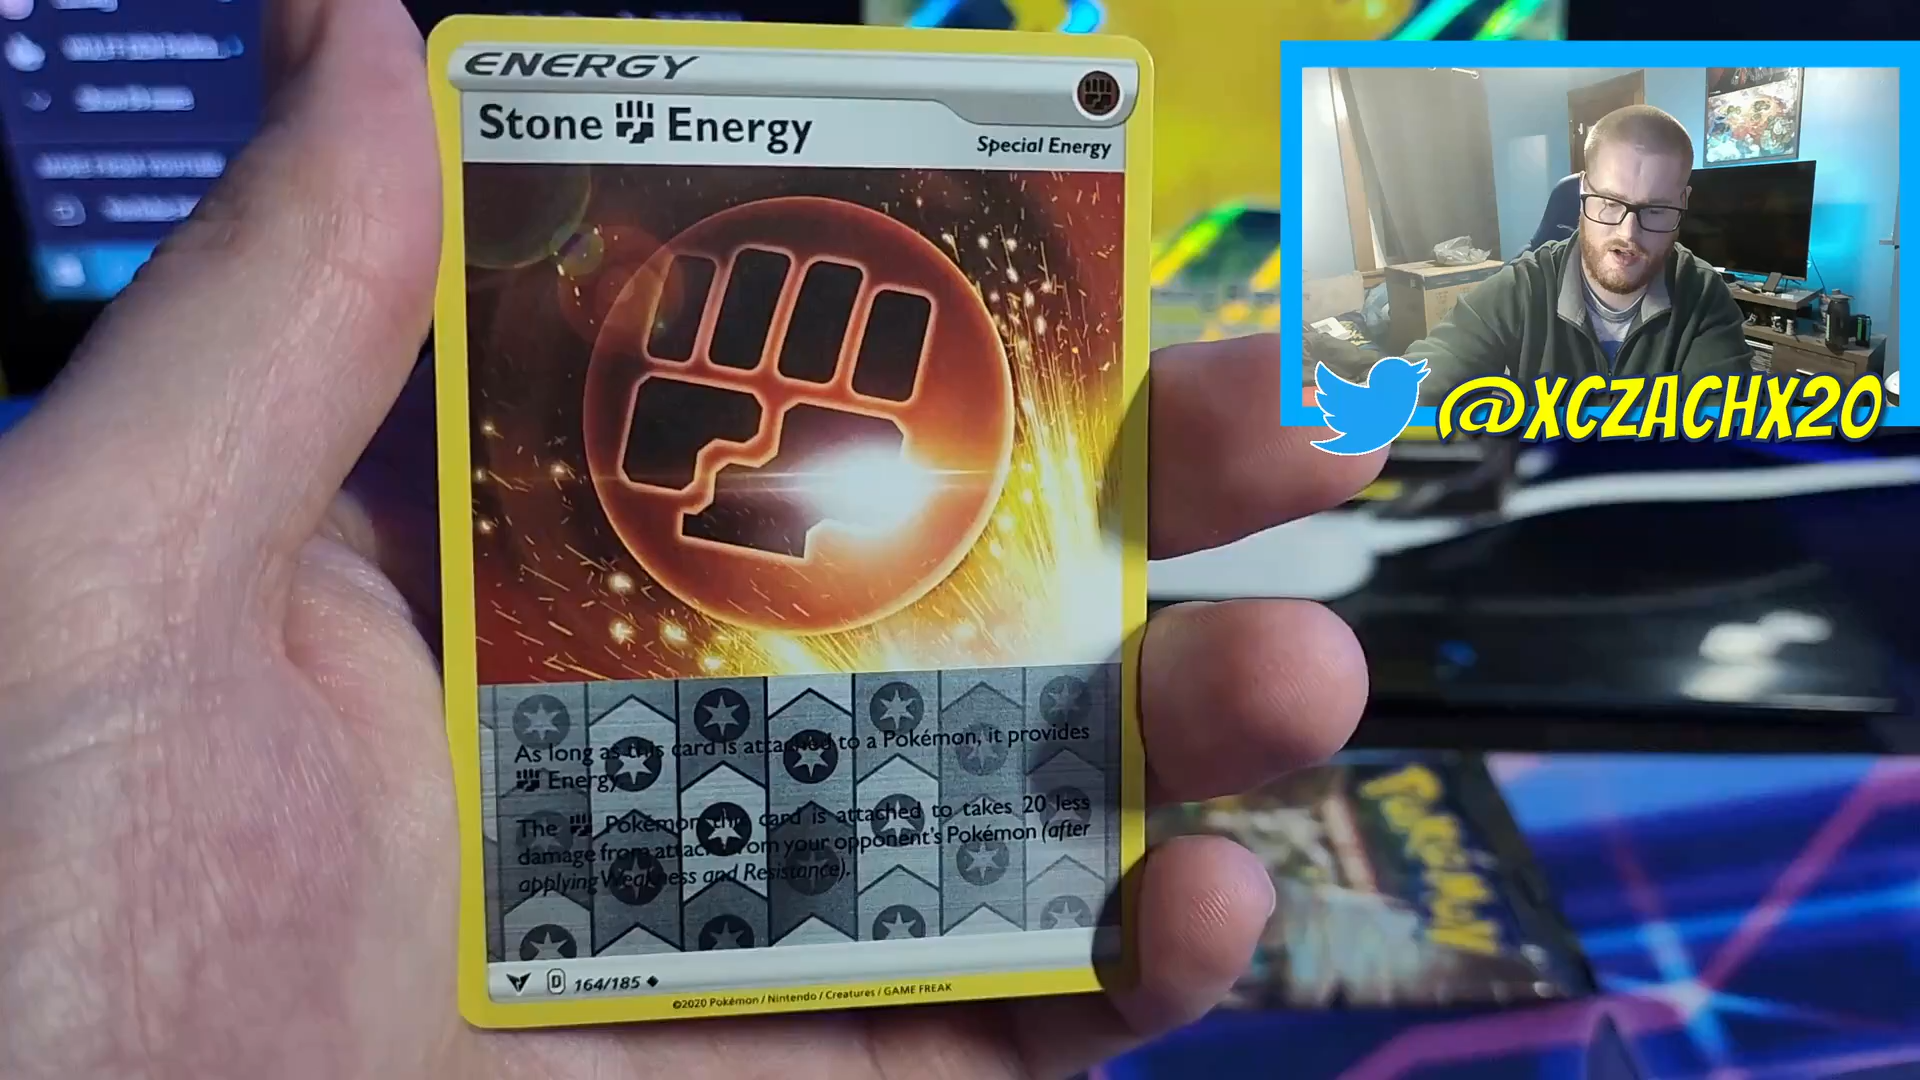 ENERGY
Stone Energy
Special Energy
As long as this card is attached to a Pokémon, it provides
Energy.
The Pokémon this card is attached to takes 20 less
damage from attacks from your opponent's Pokémon (after
applying Weakness and Resistance).
D 164/185
©2020 Pokémon / Nintendo / Creatures / GAME FREAK
@XCZACHX20
POKÉMON